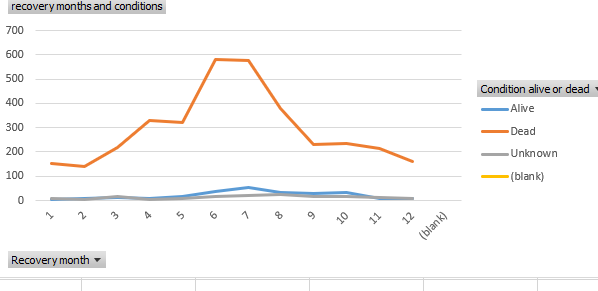 recovery months and conditions
700
600
500
400
300
200
100
0
1 2 3 4 5 6 7 8 9 10 11 12 (blank)
Condition alive or dead
Alive
Dead
Unknown
(blank)
Recovery month